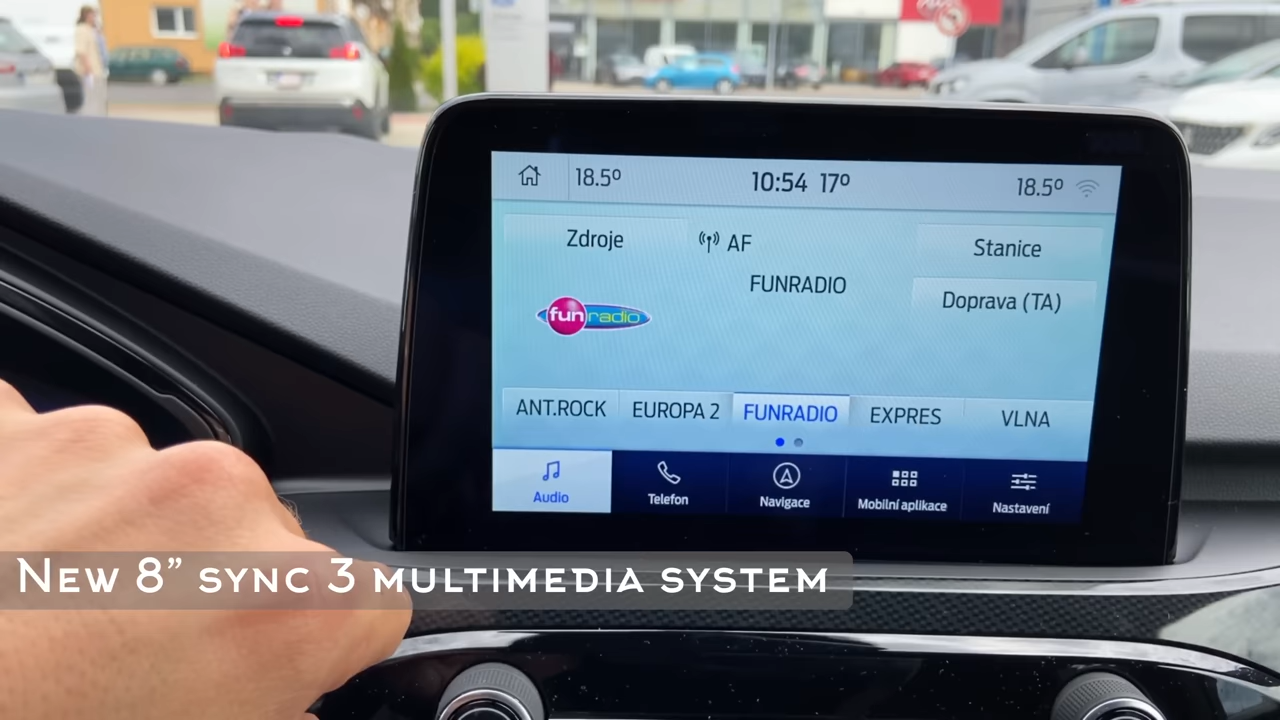 18.5° 10:54 17° 18.5°
Zdroje AF Stanice
FUNRADIO
Doprava (TA)
fun radio
ANT.ROCK EUROPA 2 FUNRADIO EXPRES VLNA
Audio Telefon Navigace Mobilní aplikace Nastavení
New 8” sync 3 multimedia system